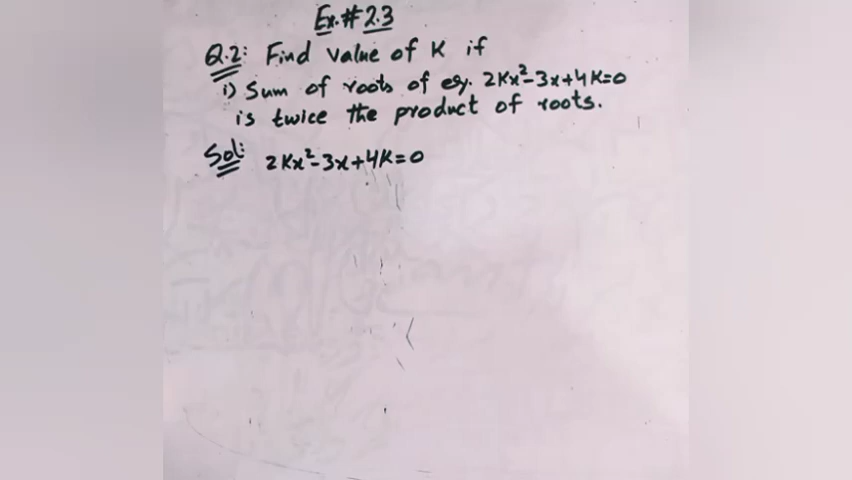 Ex.#2.3
Q.2: Find value of K if
i) Sum of roots of eq. 2Kx²-3x+4K=0
is twice the product of roots.
Sol: 2Kx²-3x+4K=0